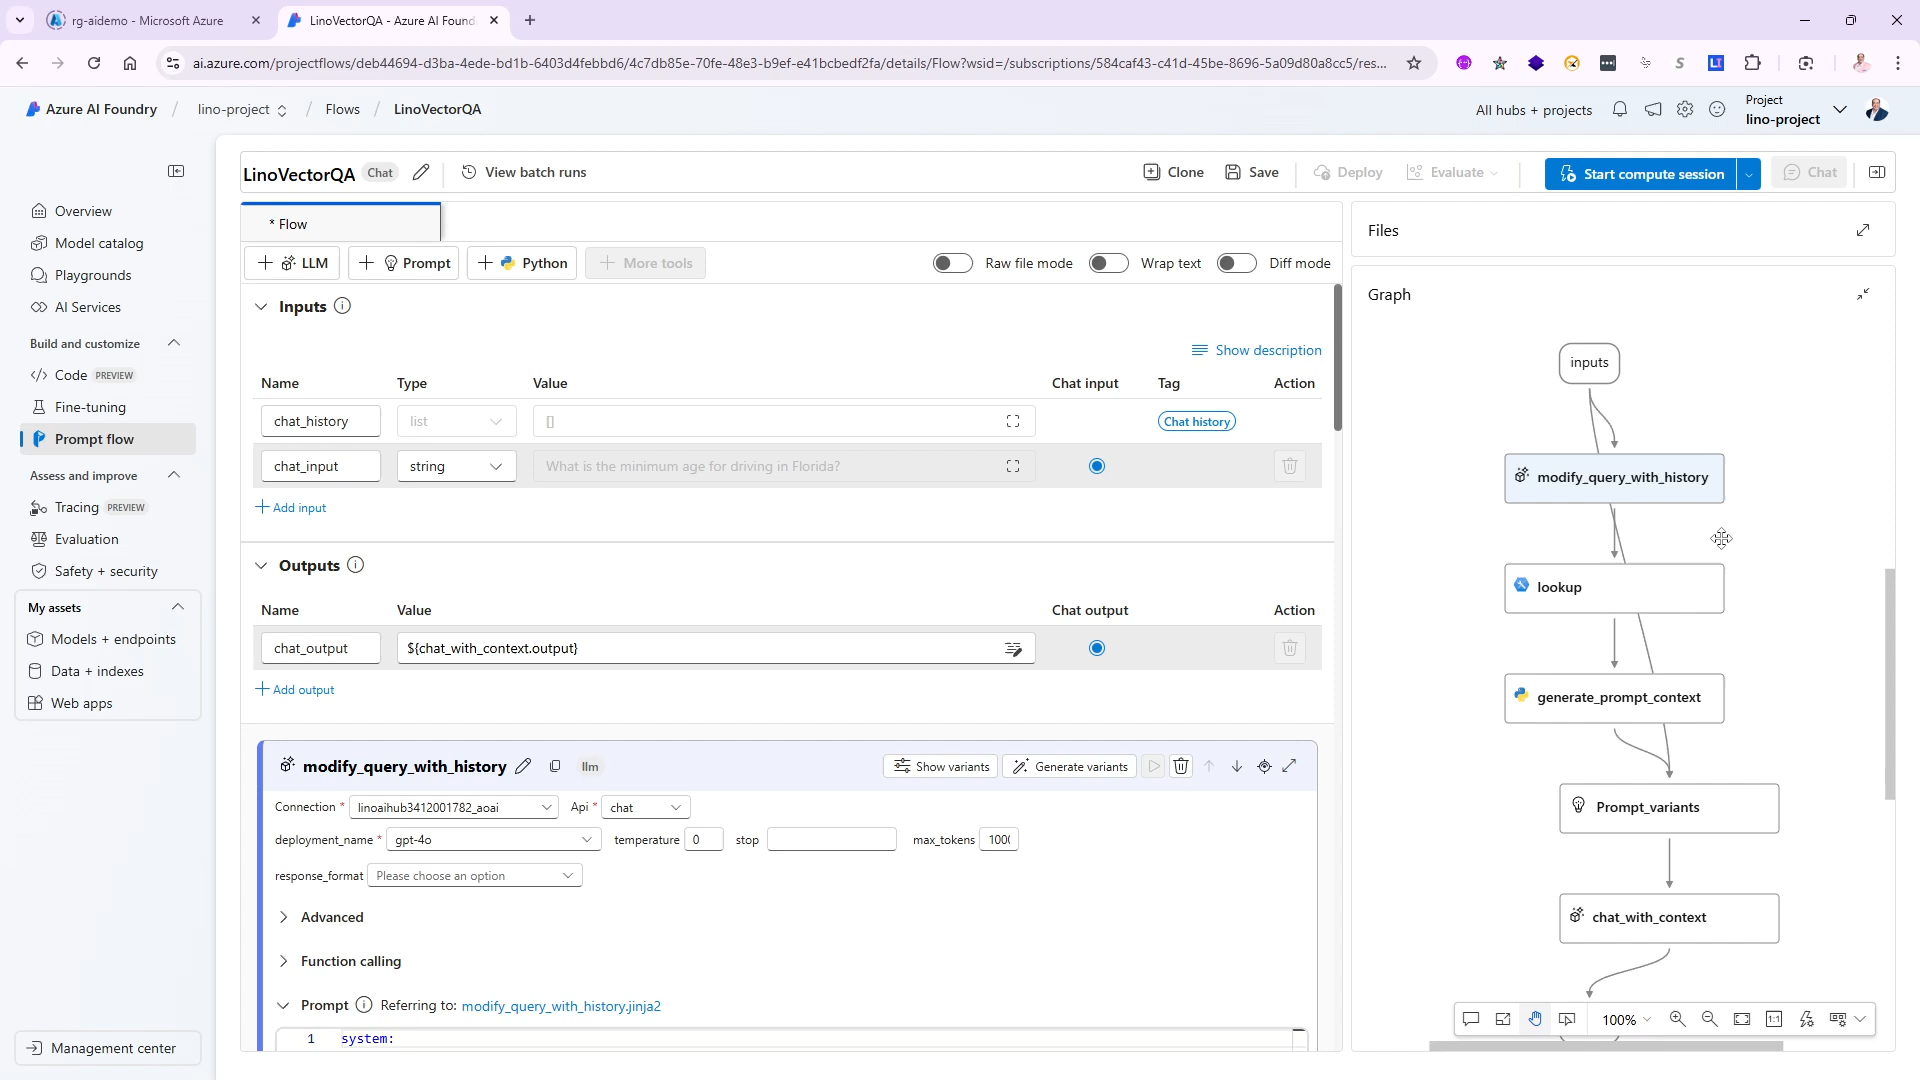 rg-aidemo - Microsoft Azure
LinoVectorQA - Azure AI Found
ai.azure.com/projectflows/deb44694-d3ba-4ede-bd1b-6403d4febbd6/4c7db85e-70fe-48e3-b9ef-e41bcbedf2fa/details/Flow?wsid=/subscriptions/584caf43-c41d-45be-8696-5a09d80a8cc5/res...
Azure AI Foundry / lino-project / Flows / LinoVectorQA
All hubs + projects
Project
lino-project
LinoVectorQA Chat View batch runs Clone Save Deploy Evaluate Start compute session Chat
Overview
Model catalog
Playgrounds
AI Services
Build and customize
Code PREVIEW
Fine-tuning
Prompt flow
Assess and improve
Tracing PREVIEW
Evaluation
Safety + security
My assets
Models + endpoints
Data + indexes
Web apps
Management center
* Flow
+ LLM + Prompt + Python + More tools Raw file mode Wrap text Diff mode
Inputs
Show description
Name Type Value Chat input Tag Action
chat_history list [] Chat history
chat_input string What is the minimum age for driving in Florida?
+ Add input
Outputs
Name Value Chat output Action
chat_output ${chat_with_context.output}
+ Add output
modify_query_with_history llm Show variants Generate variants
Connection * linoaihub3412001782_aoai Api * chat
deployment_name * gpt-4o temperature 0 stop max_tokens 100
response_format Please choose an option
Advanced
Function calling
Prompt Referring to: modify_query_with_history.jinja2
1 system:
Files
Graph
inputs
modify_query_with_history
lookup
generate_prompt_context
Prompt_variants
chat_with_context
100% 1:1